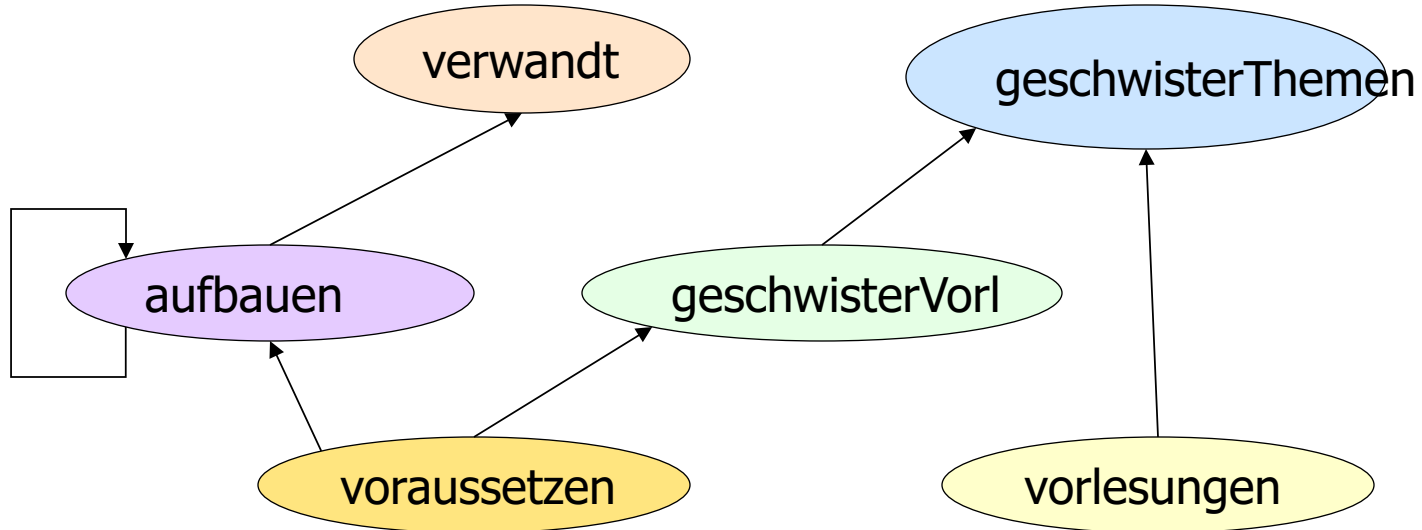 verwandt
geschwisterThemen
aufbauen
geschwisterVorl
voraussetzen
vorlesungen